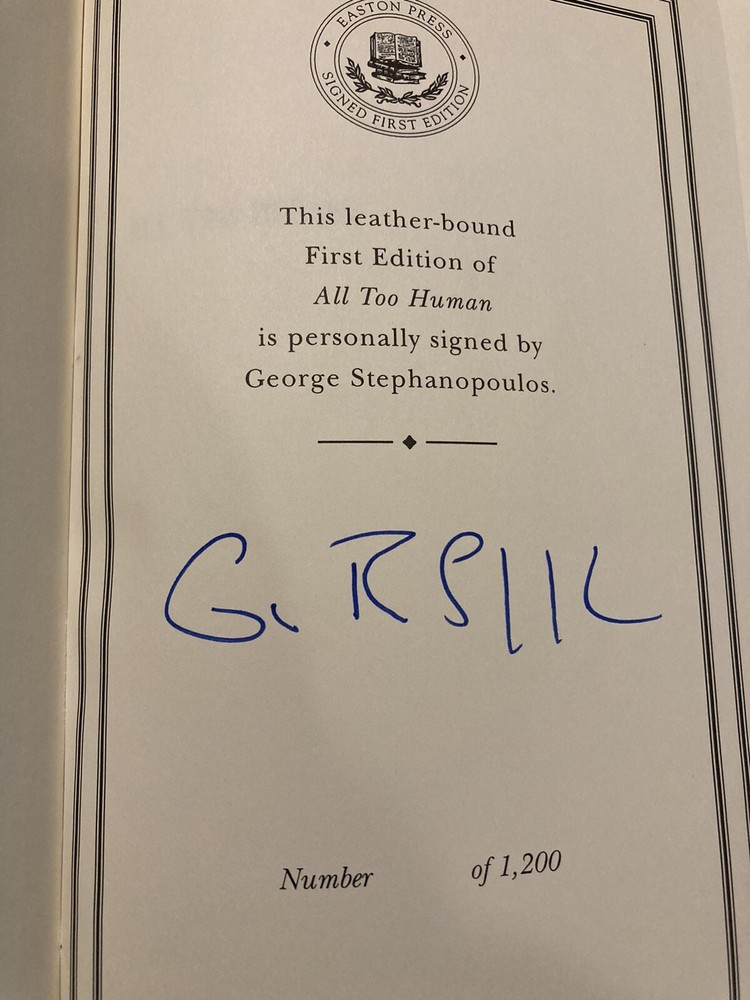 EASTON PRESS
SIGNED FIRST EDITION
This leather-bound
First Edition of
All Too Human
is personally signed by
George Stephanopoulos.
Number of 1,200